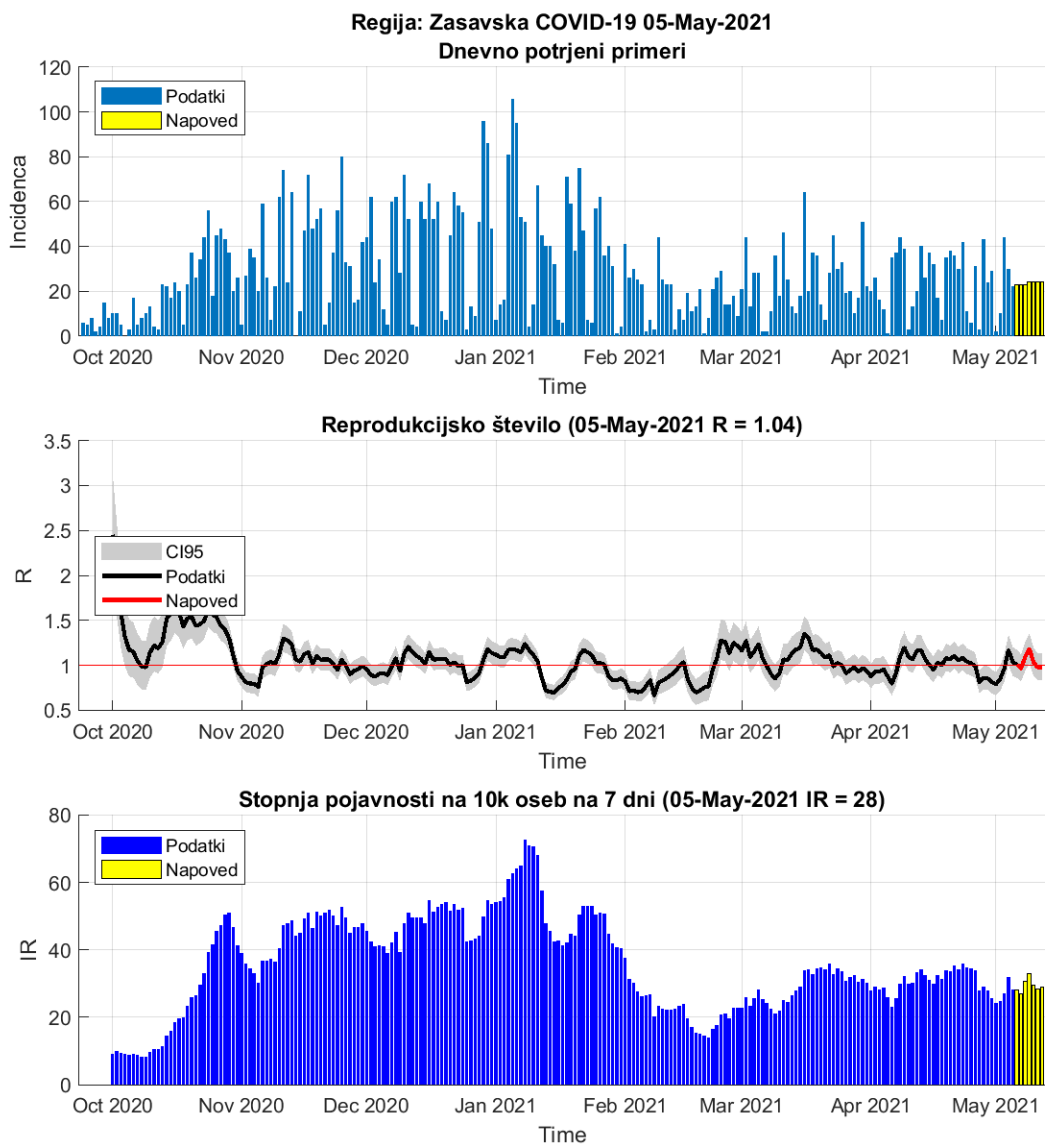 Regija: Zasavska COVID-19 05-May-2021
Dnevno potrjeni primeri
120
100
80
60
40
20
0
Incidenca
Podatki
Napoved
Oct 2020 Nov 2020 Dec 2020 Jan 2021 Feb 2021 Mar 2021 Apr 2021 May 2021
Time
Reprodukcijsko število (05-May-2021 R = 1.04)
3.5
3
2.5
2
1.5
1
0.5
R
CI95
Podatki
Napoved
Oct 2020 Nov 2020 Dec 2020 Jan 2021 Feb 2021 Mar 2021 Apr 2021 May 2021
Time
Stopnja pojavnosti na 10k oseb na 7 dni (05-May-2021 IR = 28)
80
60
40
20
0
IR
Podatki
Napoved
Oct 2020 Nov 2020 Dec 2020 Jan 2021 Feb 2021 Mar 2021 Apr 2021 May 2021
Time